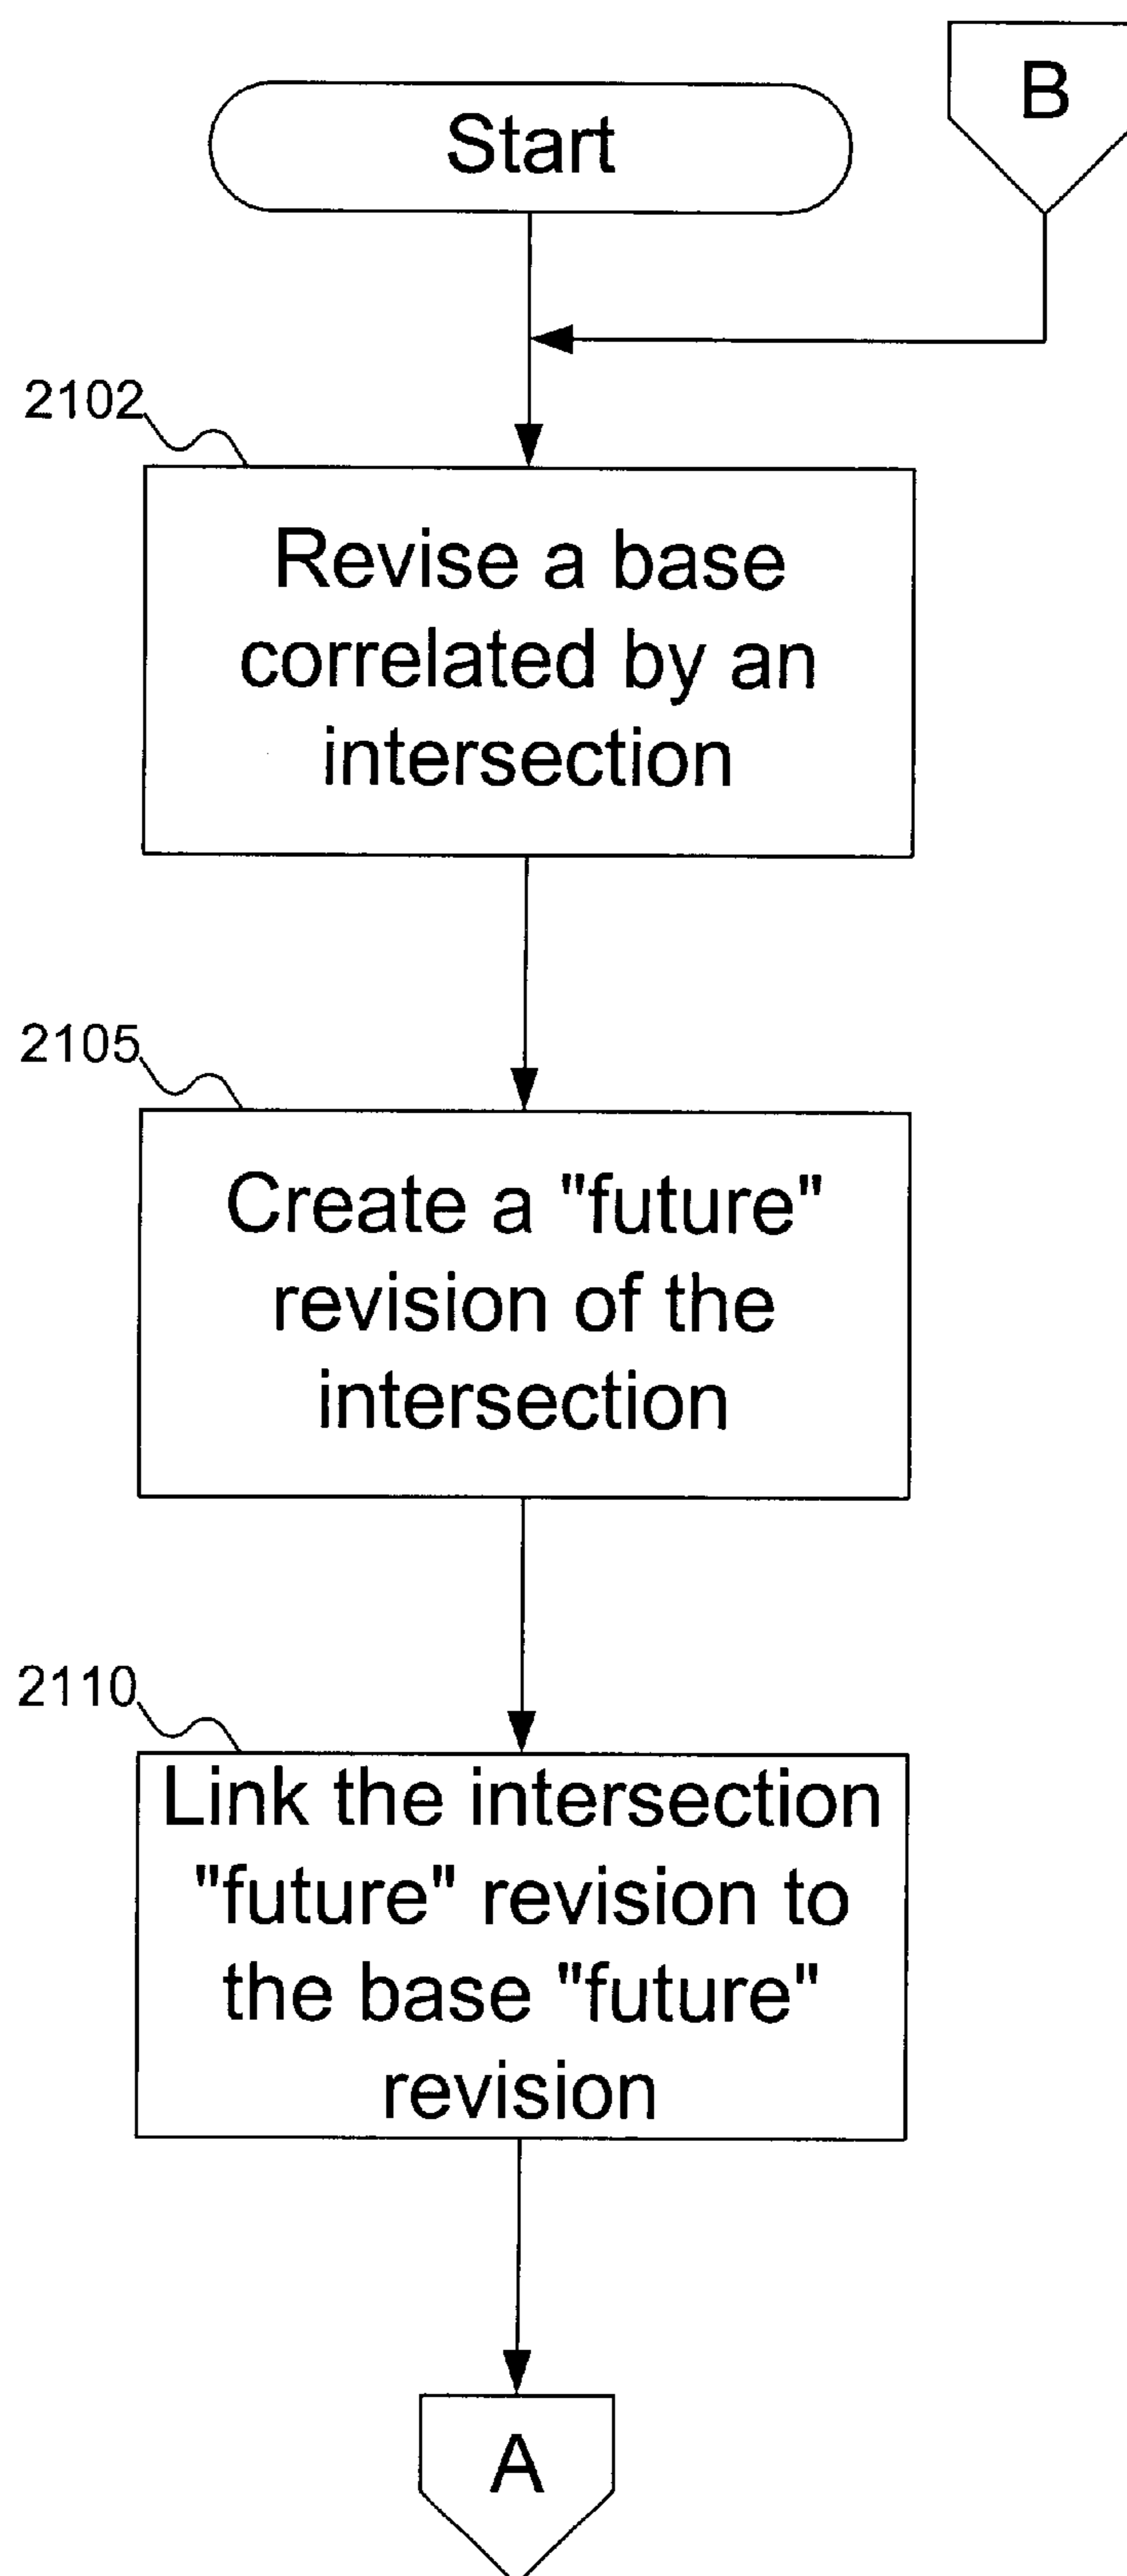 B
Start
2102
Revise a base
correlated by an
intersection
2105
Create a "future"
revision of the
intersection
2110
Link the intersection
"future" revision to
the base "future"
revision
A